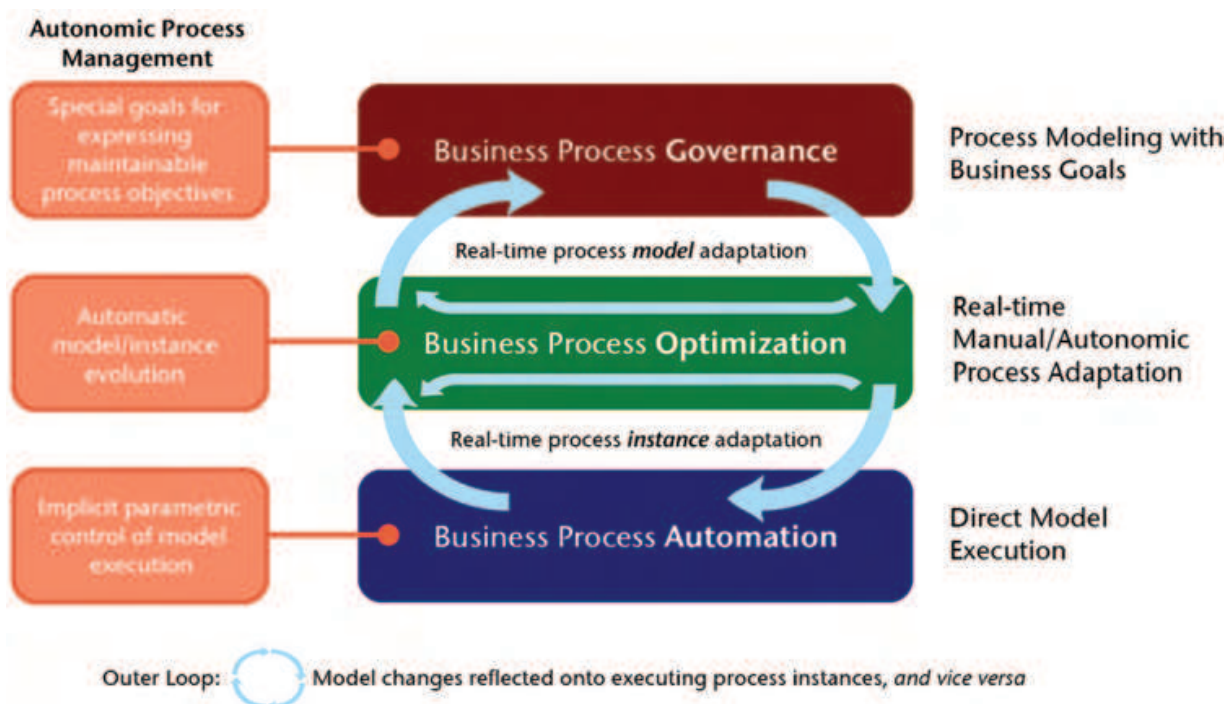 Autonomic Process
Management
Special goals for
expressing
maintainable
process objectives
Business Process Governance
Process Modeling with
Business Goals
Real-time process model adaptation
Automatic
model/instance
evolution
Business Process Optimization
Real-time
Manual/Autonomic
Process Adaptation
Real-time process instance adaptation
Implicit parametric
control of model
execution
Business Process Automation
Direct Model
Execution
Outer Loop:
Model changes reflected onto executing process instances, and vice versa